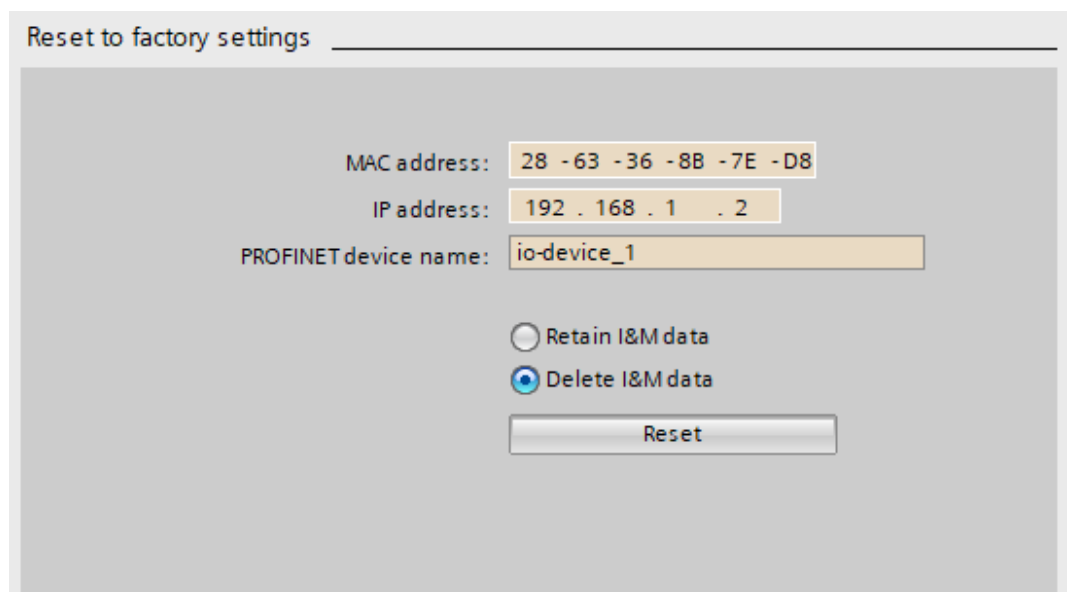 Reset to factory settings
MAC address: 28 -63 -36 -8B -7E -D8
IP address: 192 . 168 . 1 . 2
PROFINET device name: io-device_1
Retain I&M data
Delete I&M data
Reset